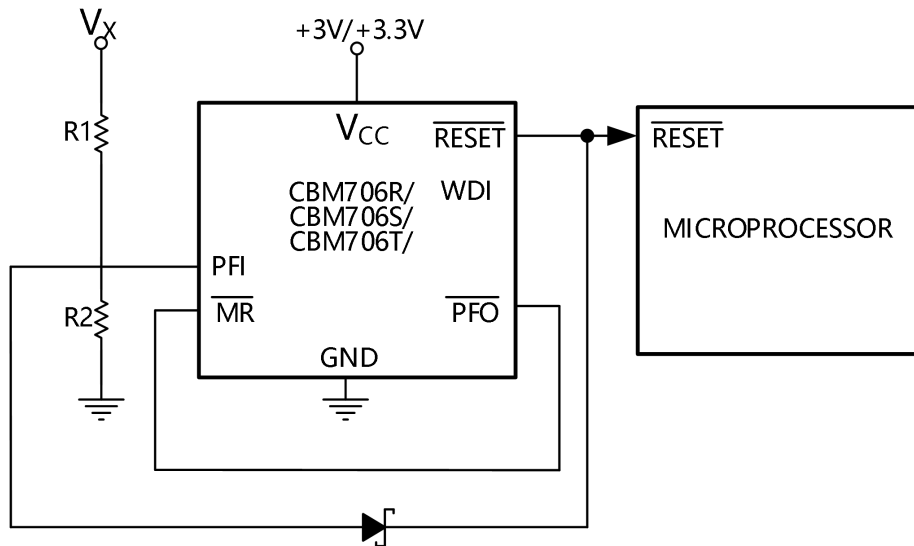 VX
+3V/+3.3V
R1
VCC
RESET
RESET
CBM706R/
WDI
CBM706S/
CBM706T/
MICROPROCESSOR
PFI
R2
MR
PFO
GND